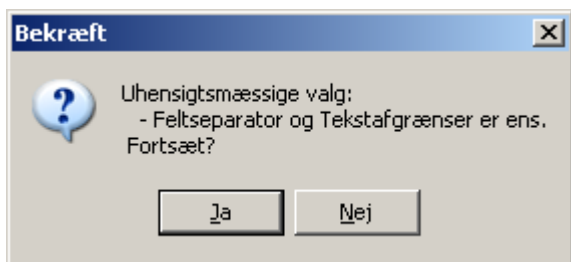 Bekræft
Uhensigtsmæssige valg:
- Feltseparator og Tekstafgrænser er ens.
Fortsæt?
Ja
Nej